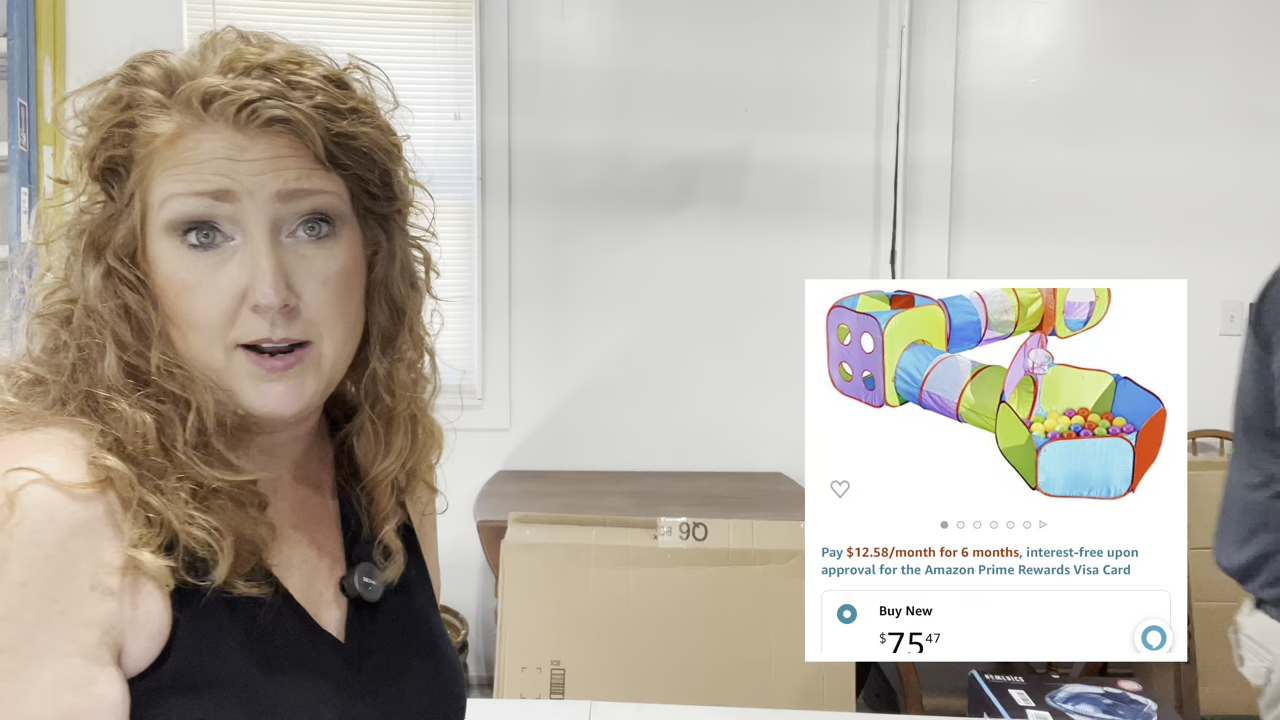 90
Pay $12.58/month for 6 months, interest-free upon
approval for the Amazon Prime Rewards Visa Card
Buy New
$75 47
HOMEDICS